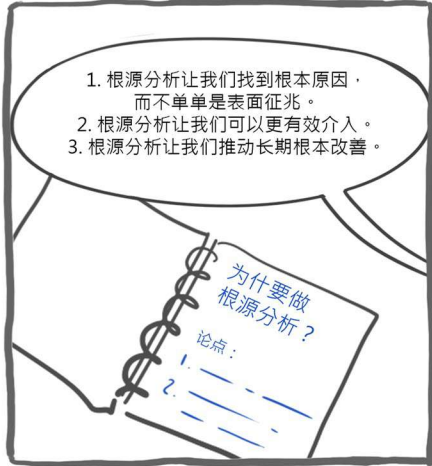 1. 根源分析让我们找到根本原因，
而不单单是表面征兆。
2. 根源分析让我们可以更有效介入。
3. 根源分析让我们推动长期根本改善。
为什要做
根源分析？
论点：
1.
2.